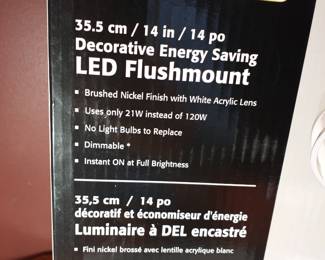 35.5 cm / 14 in / 14 po
Decorative Energy Saving
LED Flushmount
▪ Brushed Nickel Finish with White Acrylic Lens
▪ Uses only 21W instead of 120W
▪ No Light Bulbs to Replace
▪ Dimmable *
▪ Instant ON at Full Brightness
35,5 cm / 14 po
décoratif et économiseur d'énergie
Luminaire à DEL encastré
▪ Fini nickel brossé avec lentille acrylique blanc